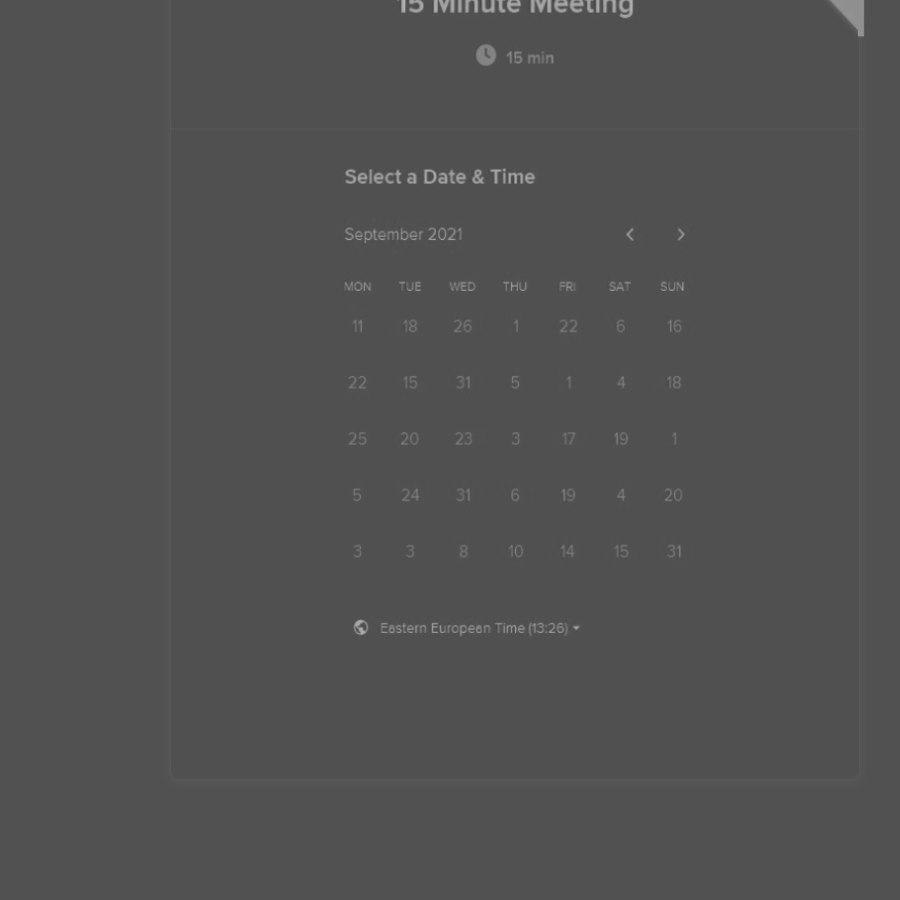 15 Minute Meeting
15 min
Select a Date & Time
September 2021
MON TUE WED THU FRI SAT SUN
11 18 26 1 22 6 16
22 15 31 5 1 4 18
25 20 23 3 17 19 1
5 24 31 6 19 4 20
3 3 8 10 14 15 31
Eastern European Time (13:26)